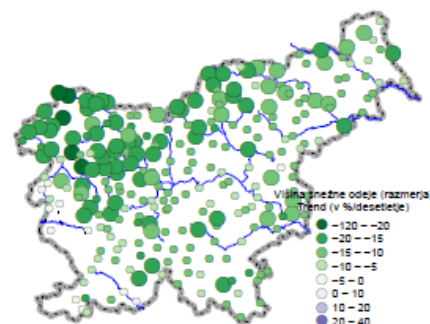 Višina snežne odeje (razmerja)
Trend (v %/desetletje)
−120 – −20
−20 – −15
−15 – −10
−10 – −5
−5 – 0
0 – 10
10 – 20
20 – 40